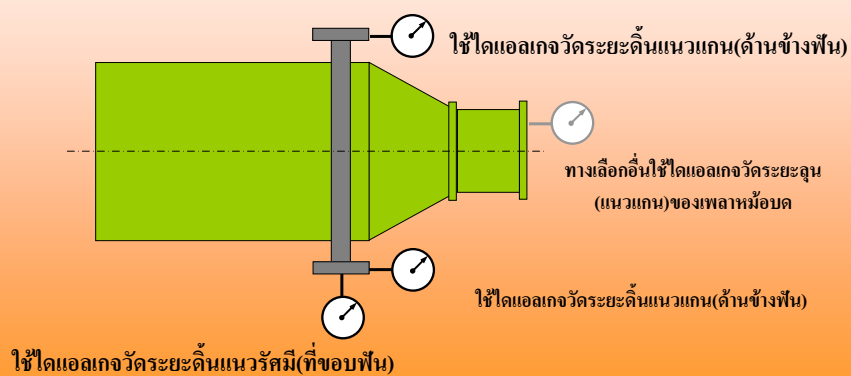 ใช้ไดแอลเกจวัดระยะดิ้นแนวแกน(ด้านข้างฟัน)
ทางเลือกอื่นใช้ไดแอลเกจวัดระยะลุน
(แนวแกน)ของเพลาหม้อบด
ใช้ไดแอลเกจวัดระยะดิ้นแนวแกน(ด้านข้างฟัน)
ใช้ไดแอลเกจวัดระยะดิ้นแนวรัศมี(ที่ขอบฟัน)